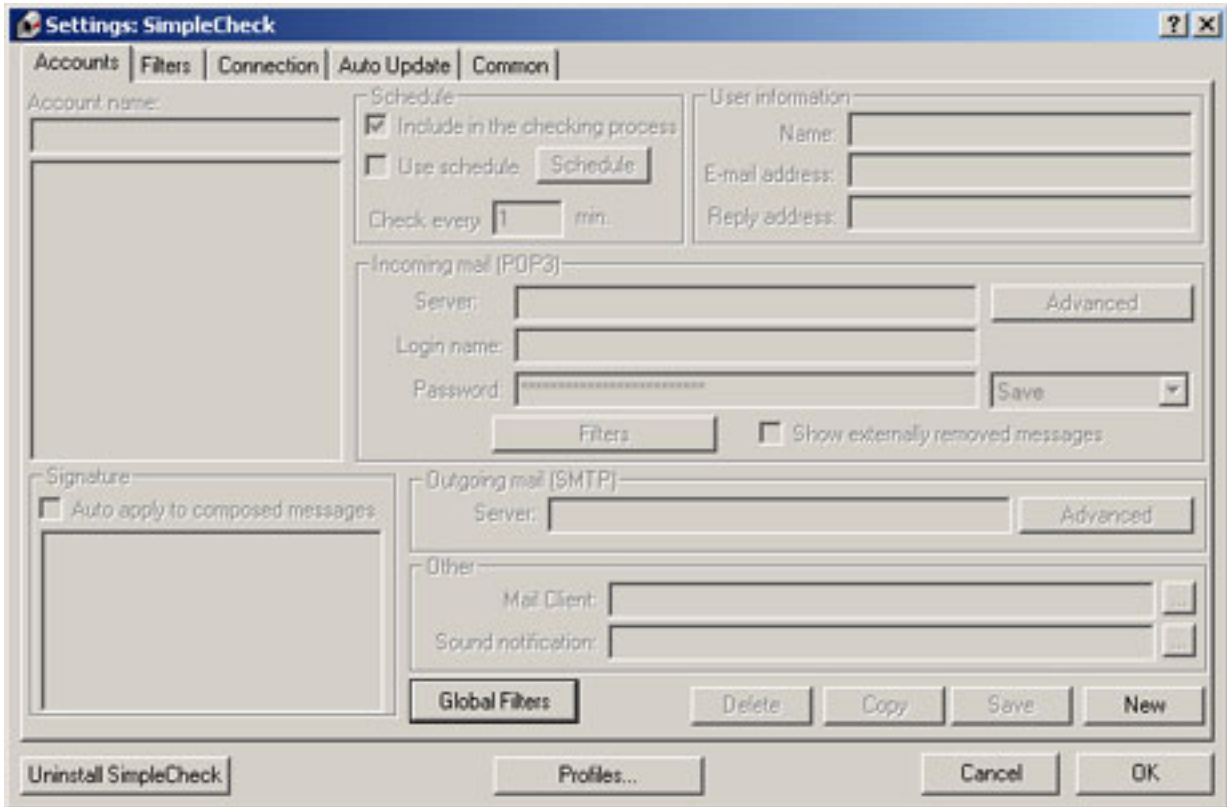 Settings: SimpleCheck
Accounts Filters Connection Auto Update Common
Account name:
Schedule
Include in the checking process
Use schedule Schedule
Check every 1 min.
User information
Name:
E-mail address:
Reply address:
Incoming mail (POP3)
Server: Advanced
Login name:
Password: ************************* Save
Filters Show externally removed messages
Signature
Auto apply to composed messages
Outgoing mail (SMTP)
Server: Advanced
Other
Mail Client: ...
Sound notification: ...
Global Filters Delete Copy Save New
Uninstall SimpleCheck Profiles... Cancel OK